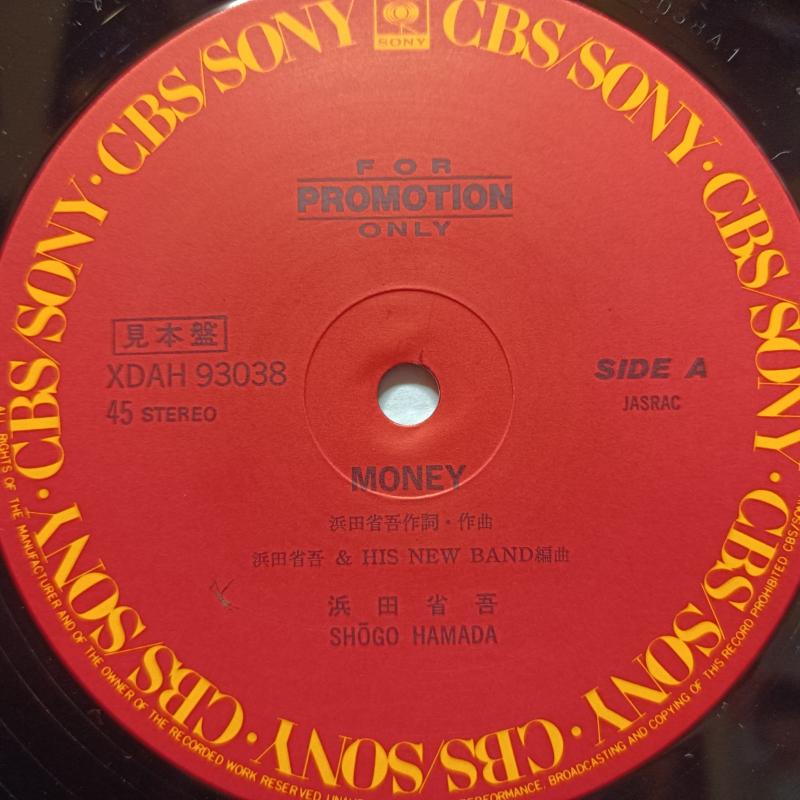 CBS/SONY · CBS/SONY · CBS/SONY · CBS/SONY · CBS/SONY · CBS/SONY · CBS/SONY · CBS/SONY
SONY
FOR
PROMOTION
ONLY
見本盤
XDAH 93038
45 STEREO
SIDE A
JASRAC
MONEY
浜田省吾作詞・作曲
浜田省吾 & HIS NEW BAND編曲
浜田省吾
SHŌGO HAMADA
ALL RIGHTS OF THE MANUFACTURER AND OF THE OWNER OF THE RECORDED WORK RESERVED
PERFORMANCE, BROADCASTING AND COPYING OF THIS RECORD PROHIBITED